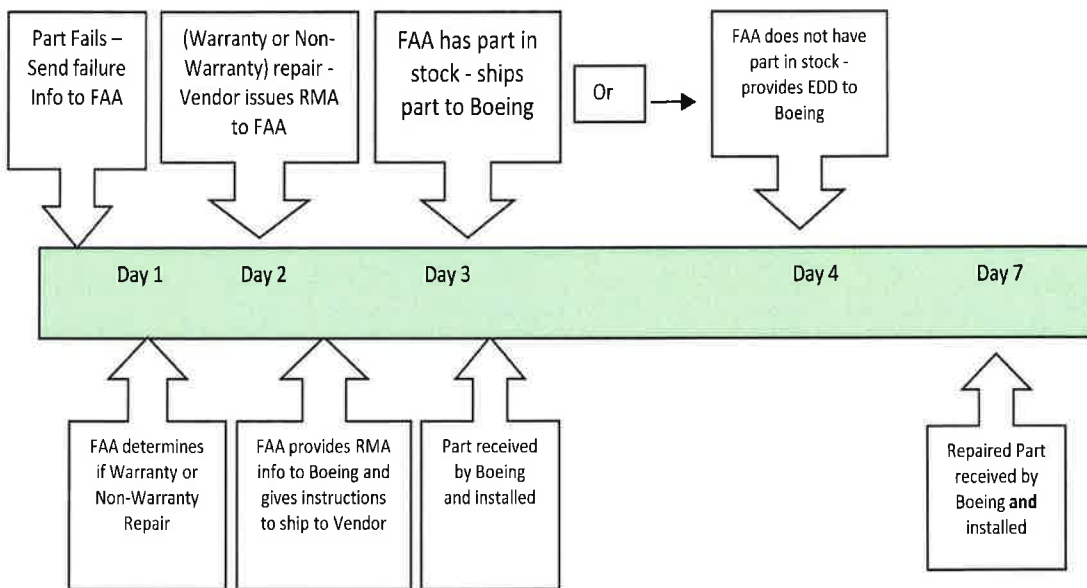 Part Fails –
Send failure
Info to FAA
(Warranty or Non-
Warranty) repair -
Vendor issues RMA
to FAA
FAA has part in
stock - ships
part to Boeing
Or
FAA does not have
part in stock -
provides EDD to
Boeing
Day 1
Day 2
Day 3
Day 4
Day 7
FAA determines
if Warranty or
Non-Warranty
Repair
FAA provides RMA
info to Boeing and
gives instructions
to ship to Vendor
Part received
by Boeing
and installed
Repaired Part
received by
Boeing and
installed